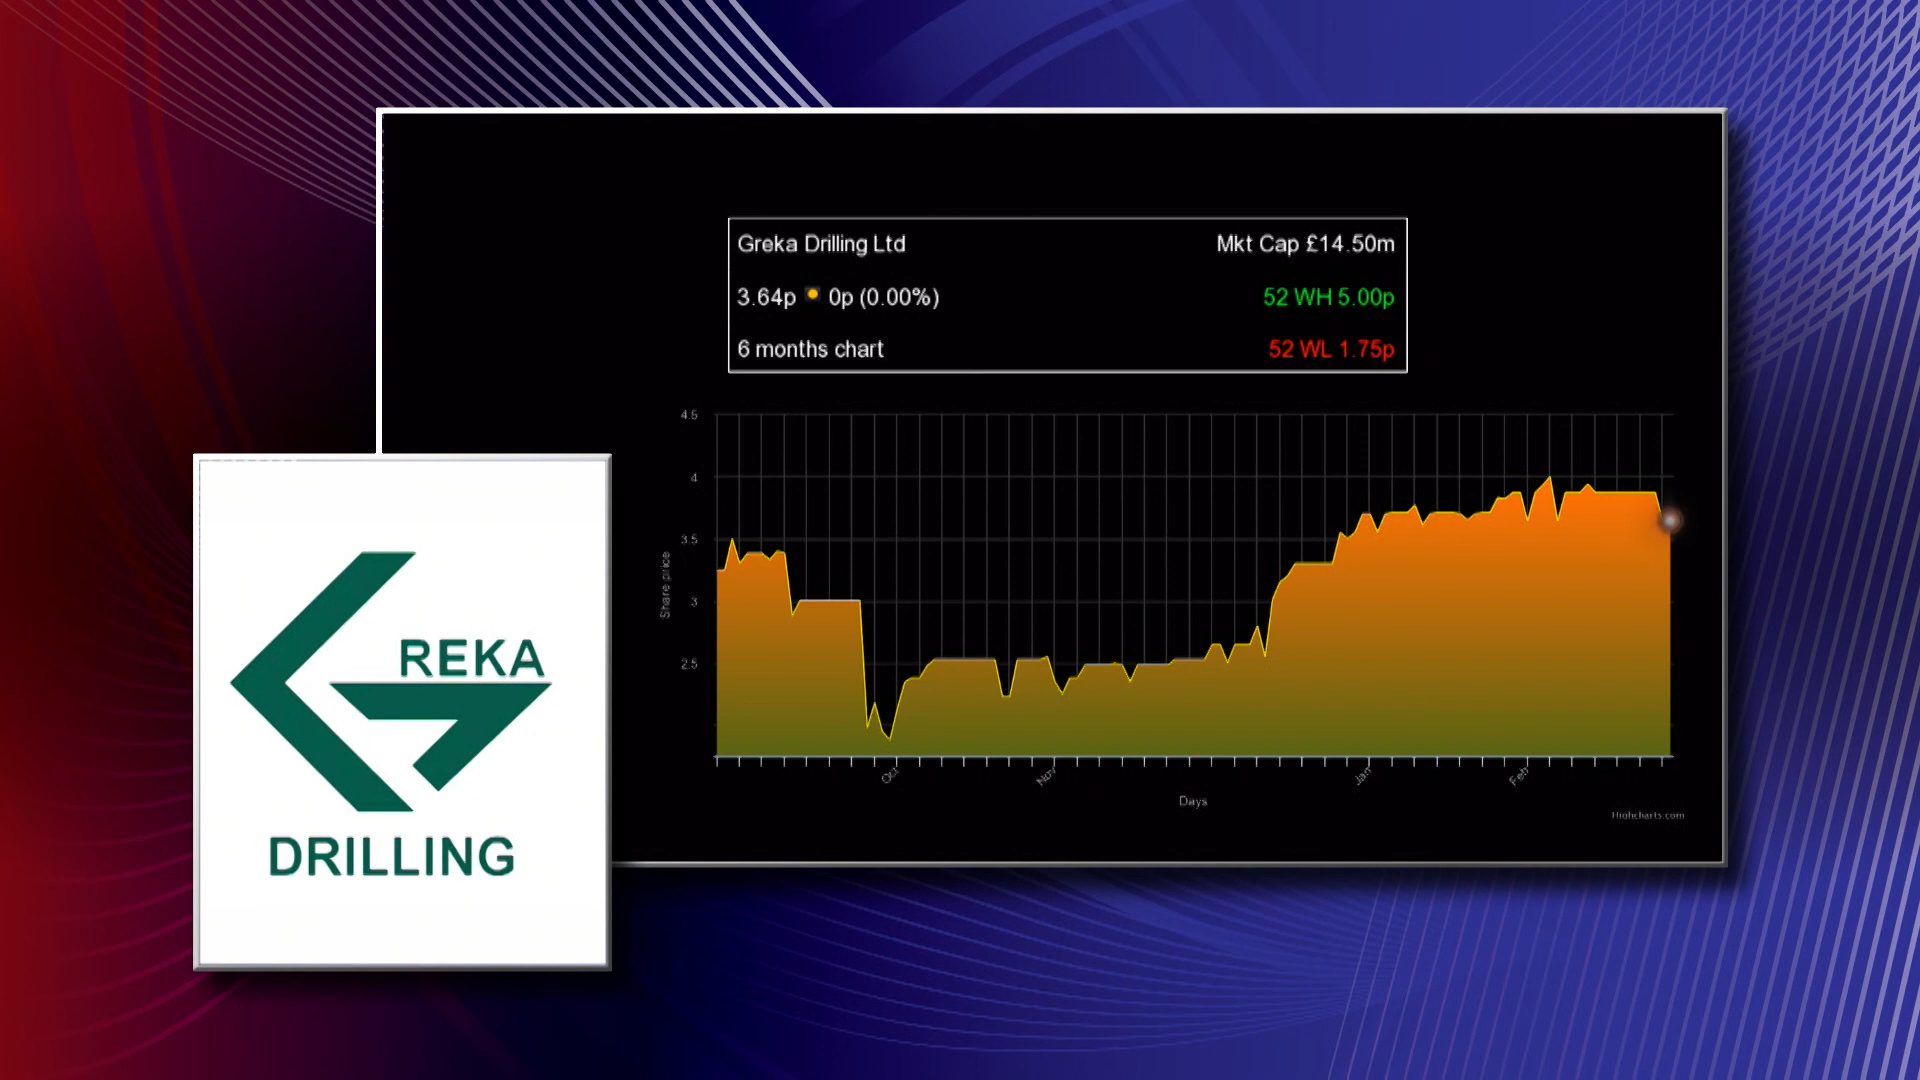 Greka Drilling Ltd
Mkt Cap £14.50m
3.64p 0p (0.00%)
52 WH 5.00p
6 months chart
52 WL 1.75p
4.5
4
3.5
3
2.5
Share price
Oct
Nov
Jan
Feb
Days
Highcharts.com
REKA
DRILLING